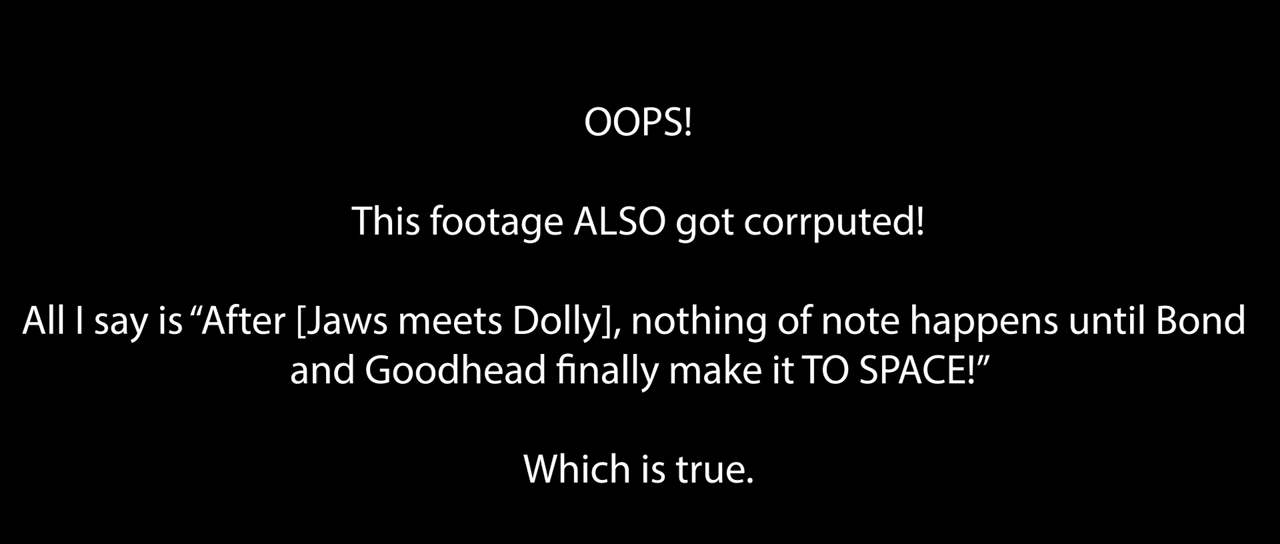 OOPS!
This footage ALSO got corrputed!
All I say is “After [Jaws meets Dolly], nothing of note happens until Bond
and Goodhead finally make it TO SPACE!”
Which is true.